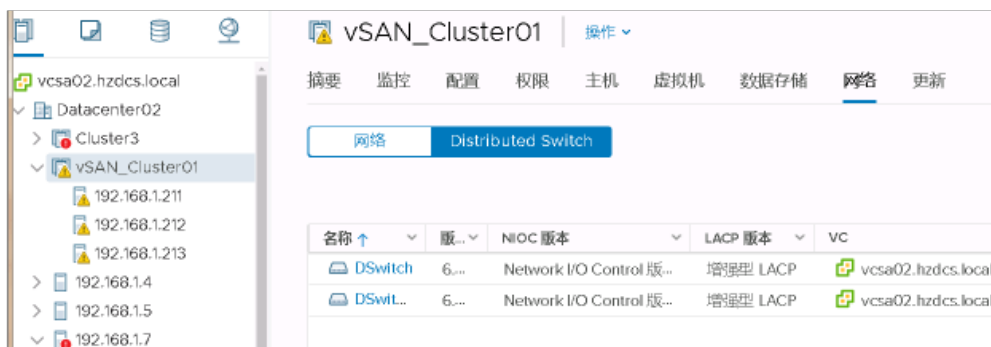 vSAN_Cluster01 操作
vcsa02.hzdcs.local
摘要 监控 配置 权限 主机 虚拟机 数据存储 网络 更新
Datacenter02
Cluster3
网络 Distributed Switch
vSAN_Cluster01
192.168.1.211
192.168.1.212
192.168.1.213
192.168.1.4
192.168.1.5
192.168.1.7
名称 版... NIOC 版本 LACP 版本 VC
DSwitch 6.... Network I/O Control 版... 增强型 LACP vcsa02.hzdcs.local
DSwit... 6.... Network I/O Control 版... 增强型 LACP vcsa02.hzdcs.local